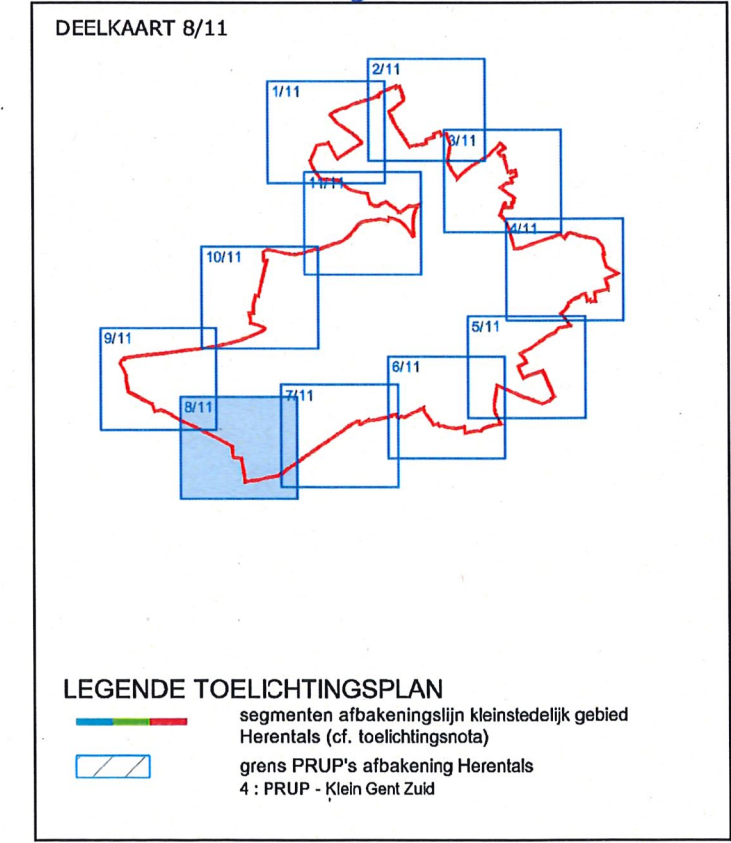 DEELKAART 8/11
2/11
1/11
3/11
11/11
4/11
10/11
5/11
9/11
6/11
7/11
8/11
LEGENDE TOELICHTINGSPLAN
segmenten afbakeningslijn kleinstedelijk gebied
Herentals (cf. toelichtingsnota)
grens PRUP's afbakening Herentals
4 : PRUP - Klein Gent Zuid